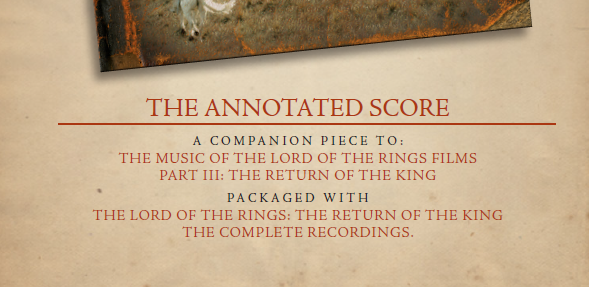 THE ANNOTATED SCORE
A COMPANION PIECE TO:
THE MUSIC OF THE LORD OF THE RINGS FILMS
PART III: THE RETURN OF THE KING
PACKAGED WITH
THE LORD OF THE RINGS: THE RETURN OF THE KING
THE COMPLETE RECORDINGS.